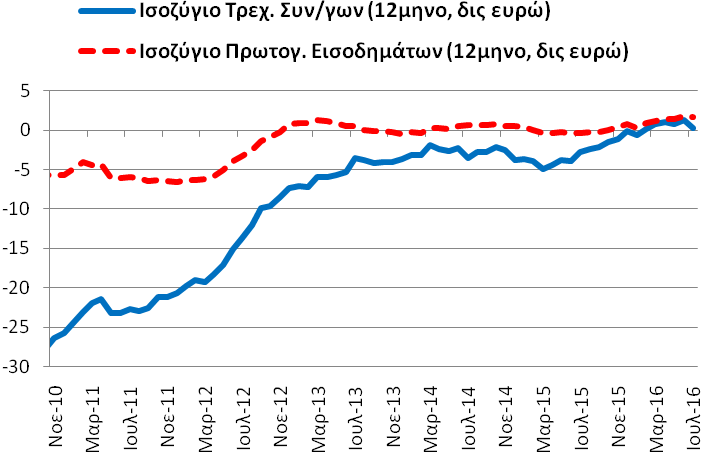 Ισοζύγιο Τρεχ. Συν/γων (12μηνο, δις ευρώ)
Ισοζύγιο Πρωτογ. Εισοδημάτων (12μηνο, δις ευρώ)
5
0
-5
-10
-15
-20
-25
-30
Νοε-10
Μαρ-11
Ιουλ-11
Νοε-11
Μαρ-12
Ιουλ-12
Νοε-12
Μαρ-13
Ιουλ-13
Νοε-13
Μαρ-14
Ιουλ-14
Νοε-14
Μαρ-15
Ιουλ-15
Νοε-15
Μαρ-16
Ιουλ-16